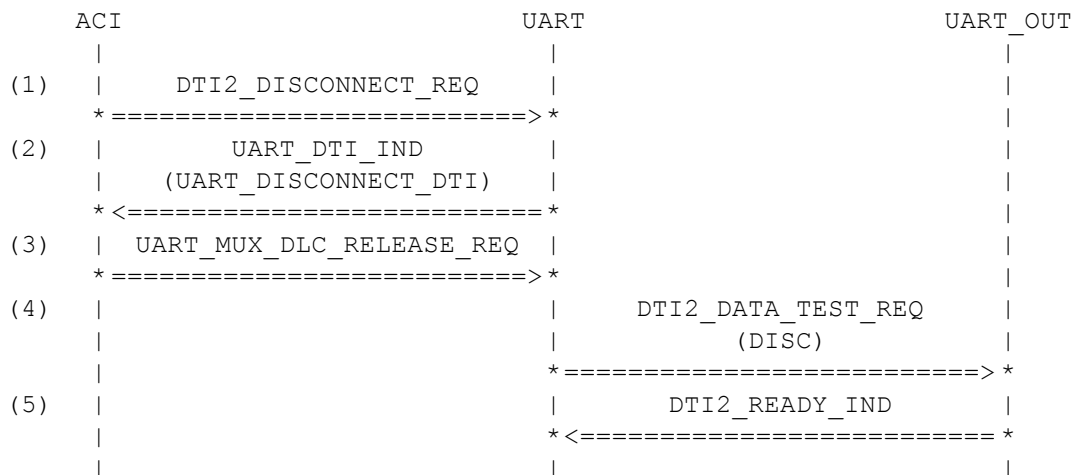 ACI UART UART_OUT
(1) DTI2_DISCONNECT_REQ
(2) UART_DTI_IND
(UART_DISCONNECT_DTI)
(3) UART_MUX_DLC_RELEASE_REQ
(4) DTI2_DATA_TEST_REQ
(DISC)
(5) DTI2_READY_IND